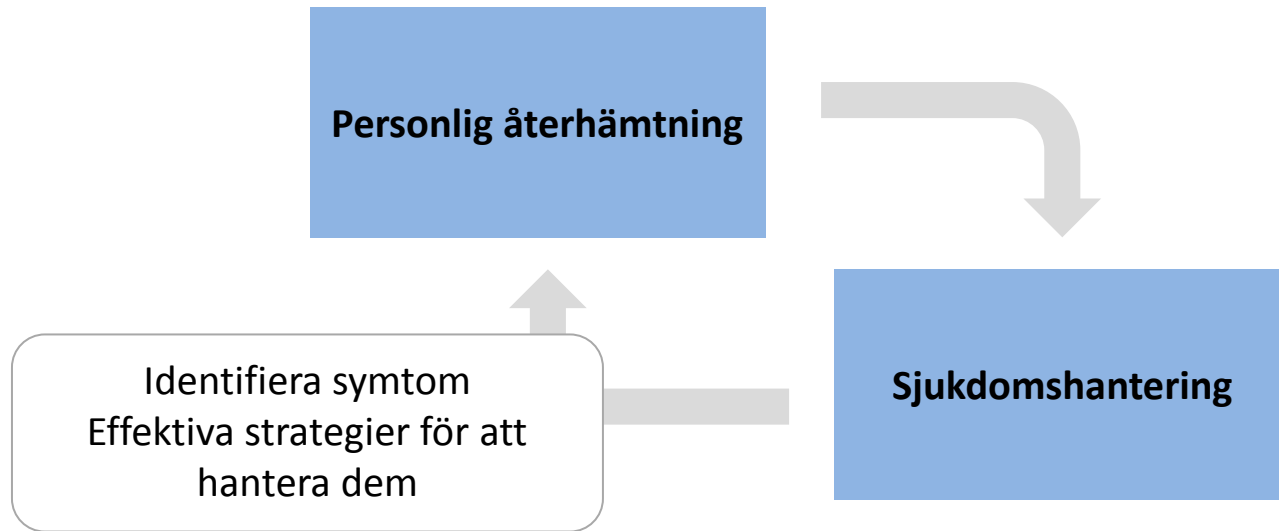 Personlig återhämtning
Sjukdomshantering
Identifiera symtom
Effektiva strategier för att
hantera dem